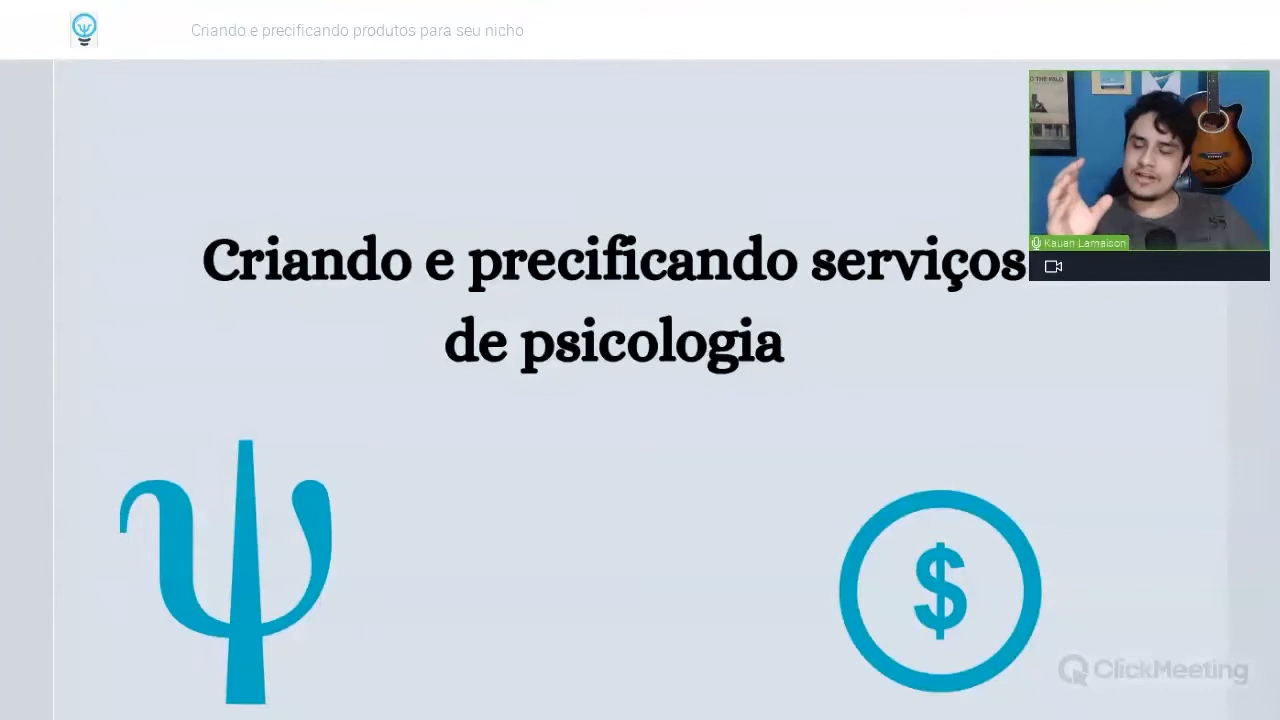 Criando e precificando produtos para seu nicho
Criando e precificando serviços
de psicologia
Kauan Lamaison
$
ClickMeeting